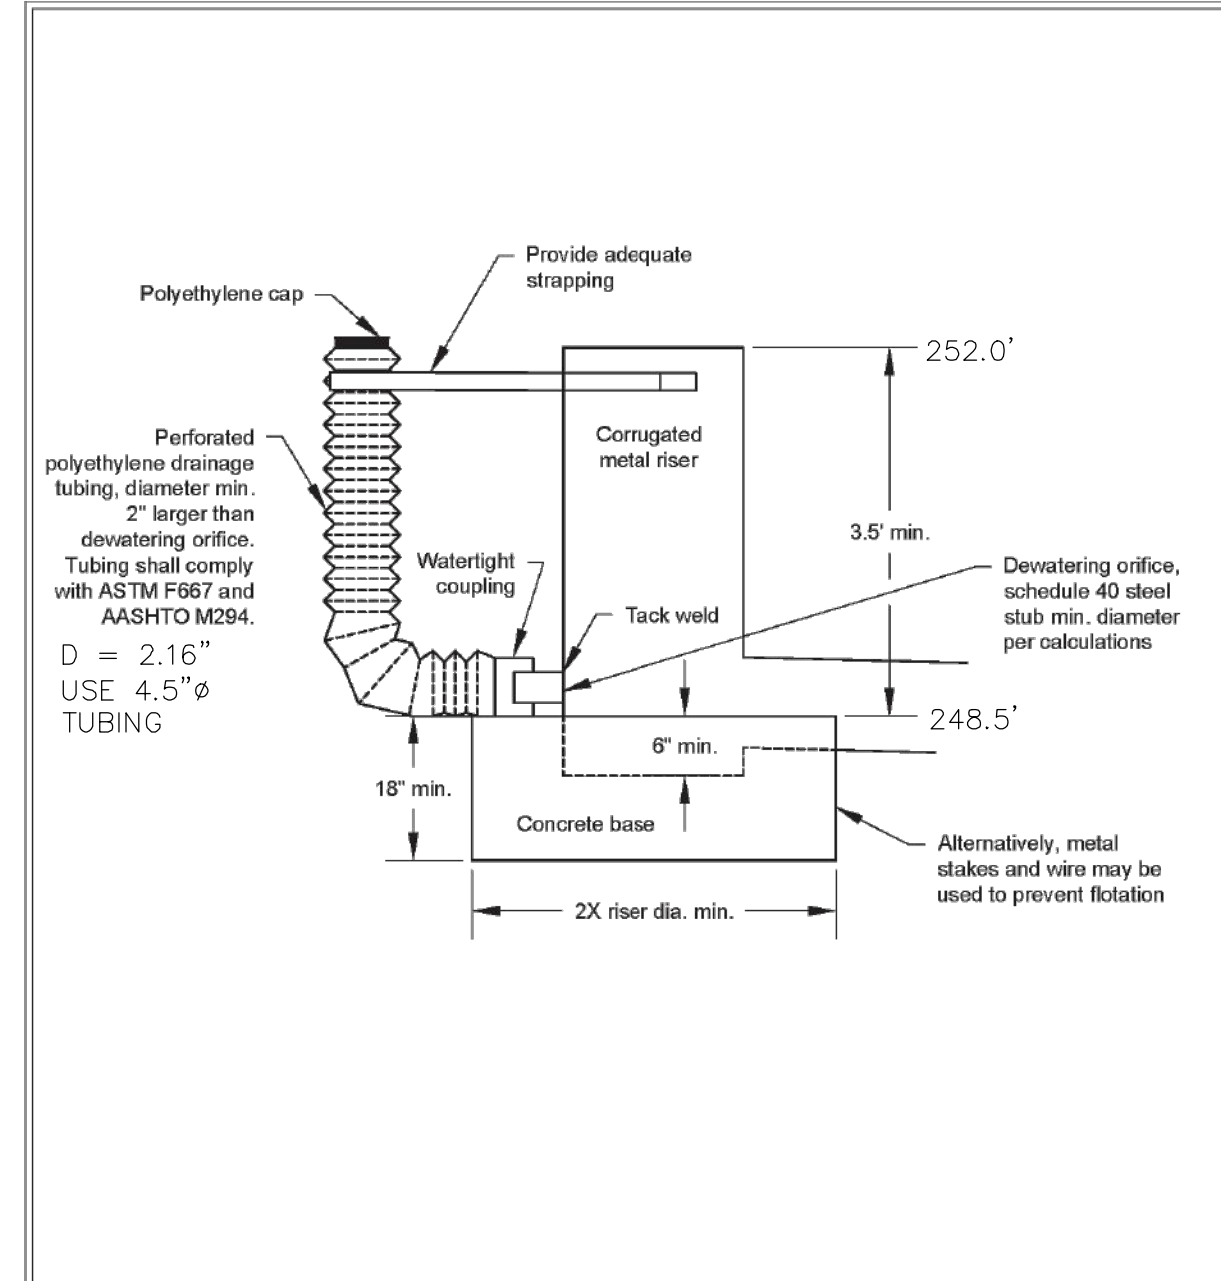 Provide adequate
strapping
Polyethylene cap
252.0’
Corrugated
metal riser
Perforated
polyethylene drainage
tubing, diameter min.
2" larger than
dewatering orifice.
Tubing shall comply
with ASTM F667 and
AASHTO M294.
D = 2.16”
USE 4.5”ø
TUBING
3.5' min.
Watertight
coupling
Tack weld
Dewatering orifice,
schedule 40 steel
stub min. diameter
per calculations
248.5’
6" min.
18" min.
Concrete base
Alternatively, metal
stakes and wire may be
used to prevent flotation
2X riser dia. min.